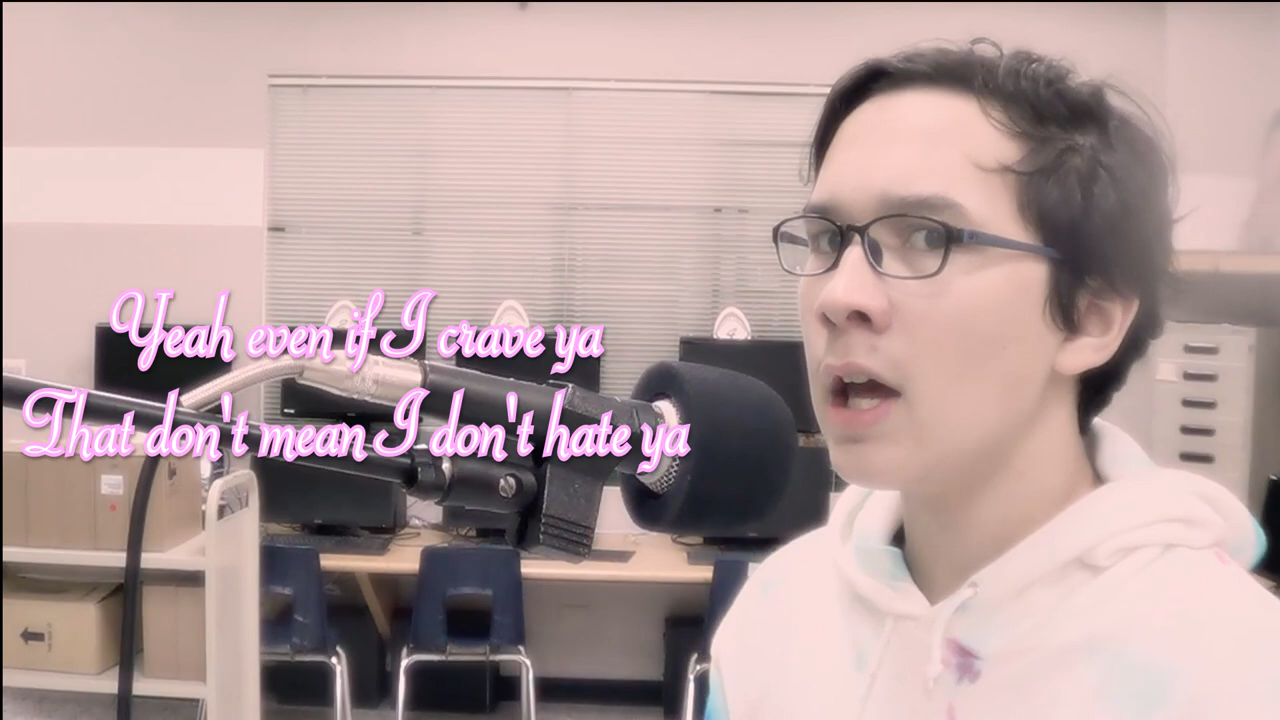 Yeah even if I crave ya
That don't mean I don't hate ya